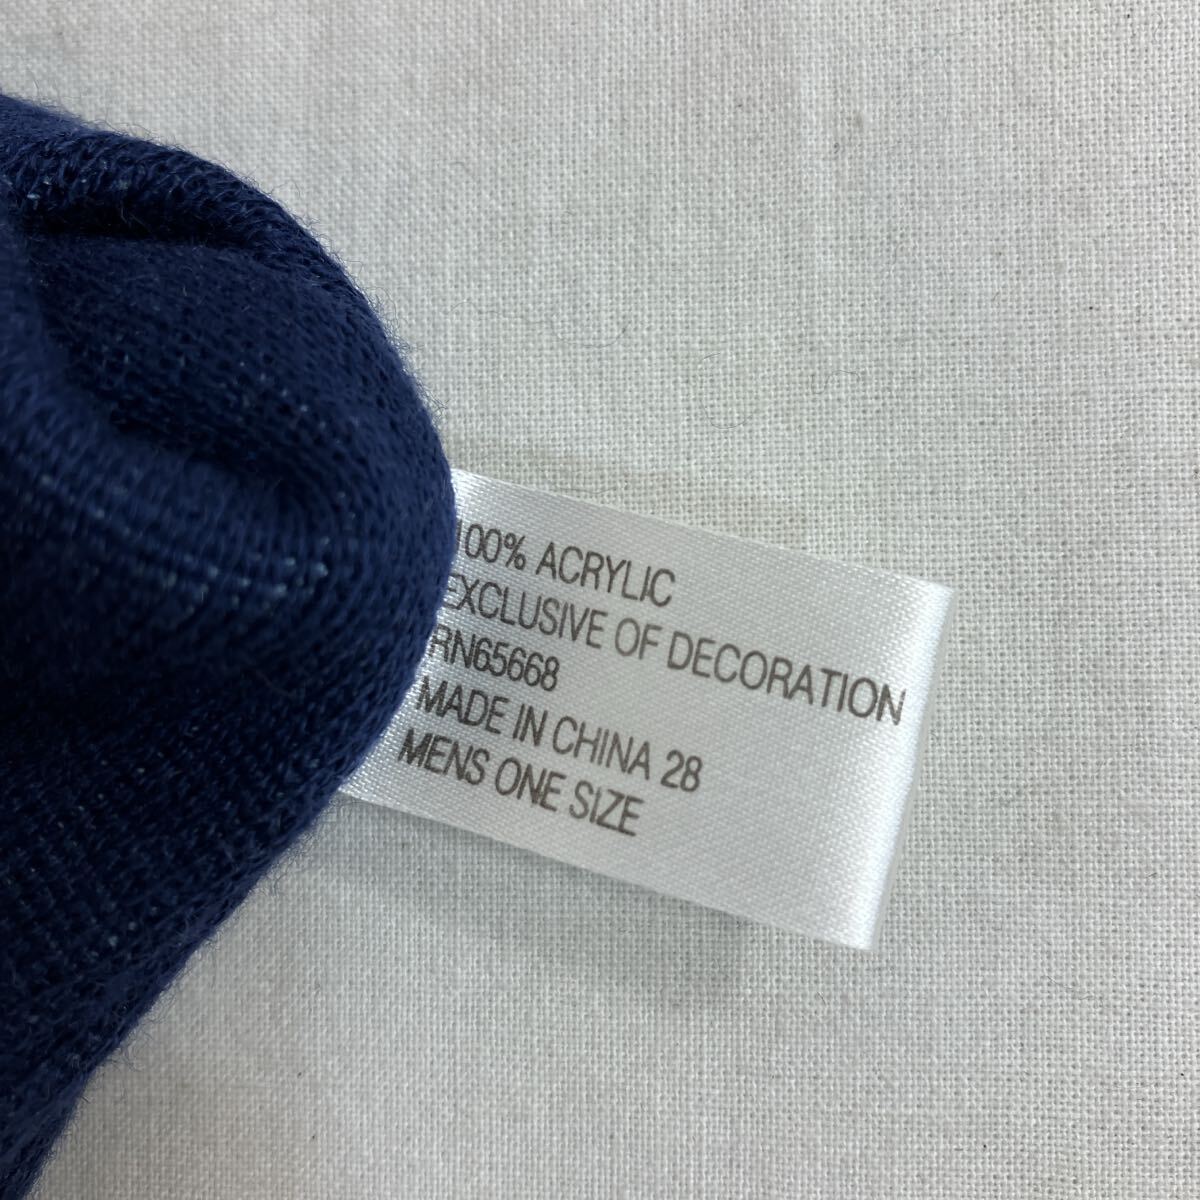 100% ACRYLIC
EXCLUSIVE OF DECORATION
RN65668
MADE IN CHINA 28
MENS ONE SIZE